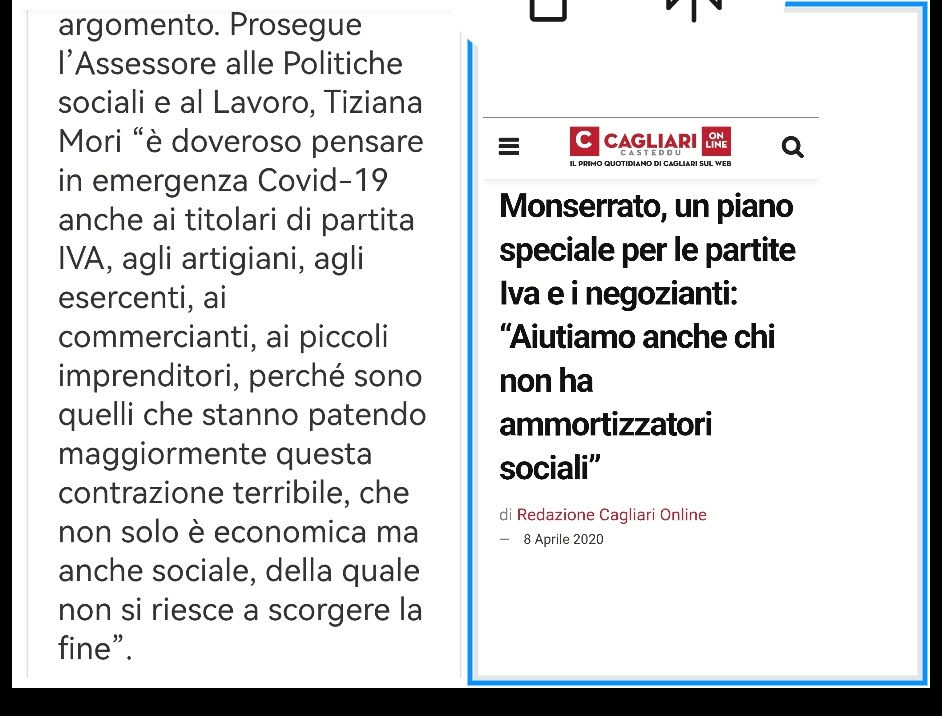 argomento. Prosegue
l’Assessore alle Politiche
sociali e al Lavoro, Tiziana
Mori “è doveroso pensare
in emergenza Covid-19
anche ai titolari di partita
IVA, agli artigiani, agli
esercenti, ai
commercianti, ai piccoli
imprenditori, perché sono
quelli che stanno patendo
maggiormente questa
contrazione terribile, che
non solo è economica ma
anche sociale, della quale
non si riesce a scorgere la
fine”.
C CAGLIARI ON LINE
CASTEDDU
IL PRIMO QUOTIDIANO DI CAGLIARI SUL WEB
Monserrato, un piano
speciale per le partite
Iva e i negozianti:
“Aiutiamo anche chi
non ha
ammortizzatori
sociali”
di Redazione Cagliari Online
— 8 Aprile 2020